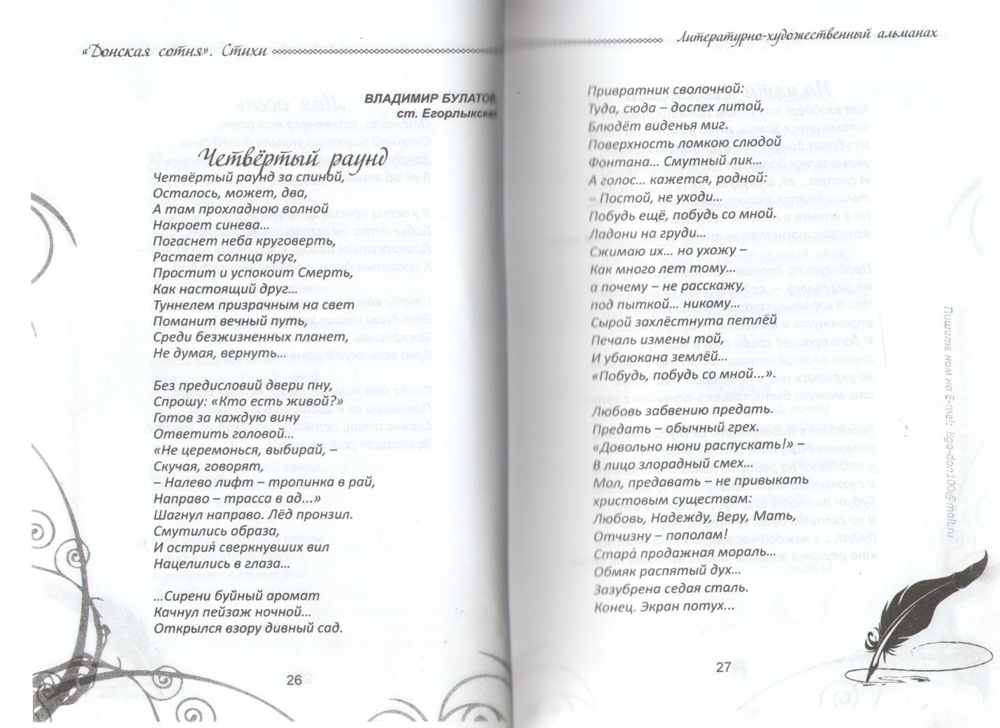 «Донская сотня». Стихи
ВЛАДИМИР БУЛАТОВ
ст. Егорлыкская
Четвёртый раунд
Четвёртый раунд за спиной,
Осталось, может, два,
А там прохладною волной
Накроет синева...
Погаснет неба круговерть,
Растает солнца круг,
Простит и успокоит Смерть,
Как настоящий друг...
Туннелем призрачным на свет
Поманит вечный путь,
Среди безжизненных планет,
Не думая, вернуть...
Без предисловий двери пну,
Спрошу: «Кто есть живой?»
Готов за каждую вину
Ответить головой...
«Не церемонься, выбирай, –
Скучая, говорят,
– Налево лифт – тропинка в рай,
Направо – трасса в ад...»
Шагнул направо. Лёд пронзил.
Смутились образа,
И острия́ сверкнувших вил
Нацелились в глаза...
...Сирени буйный аромат
Качнул пейзаж ночной...
Открылся взору дивный сад.
26
Литературно-художественный альманах
Привратник сволочной:
Туда, сюда – доспех литой,
Блюдёт виденья миг.
Поверхность ломкою слюдой
Фонтана... Смутный лик...
А голос... кажется, родной:
– Постой, не уходи...
Побудь ещё, побудь со мной.
Ладони на груди...
Сжимаю их... но ухожу –
Как много лет тому...
а почему – не расскажу,
под пыткой... никому...
Сырой захлёстнута петлёй
Печаль измены той,
И убаюкана землёй...
«Побудь, побудь со мной...».
Любовь забвению предать.
Предать – обычный грех.
«Довольно нюни распускать!» –
В лицо злорадный смех...
Мол, предавать – не привыкать
христовым существам:
Любовь, Надежду, Веру, Мать,
Отчизну – пополам!
Стара́ продажная мораль...
Обмяк распятый дух...
Зазубрена седая сталь.
Конец. Экран потух...
27
Пишите нам на E-mel: liga-don100@mail.ru